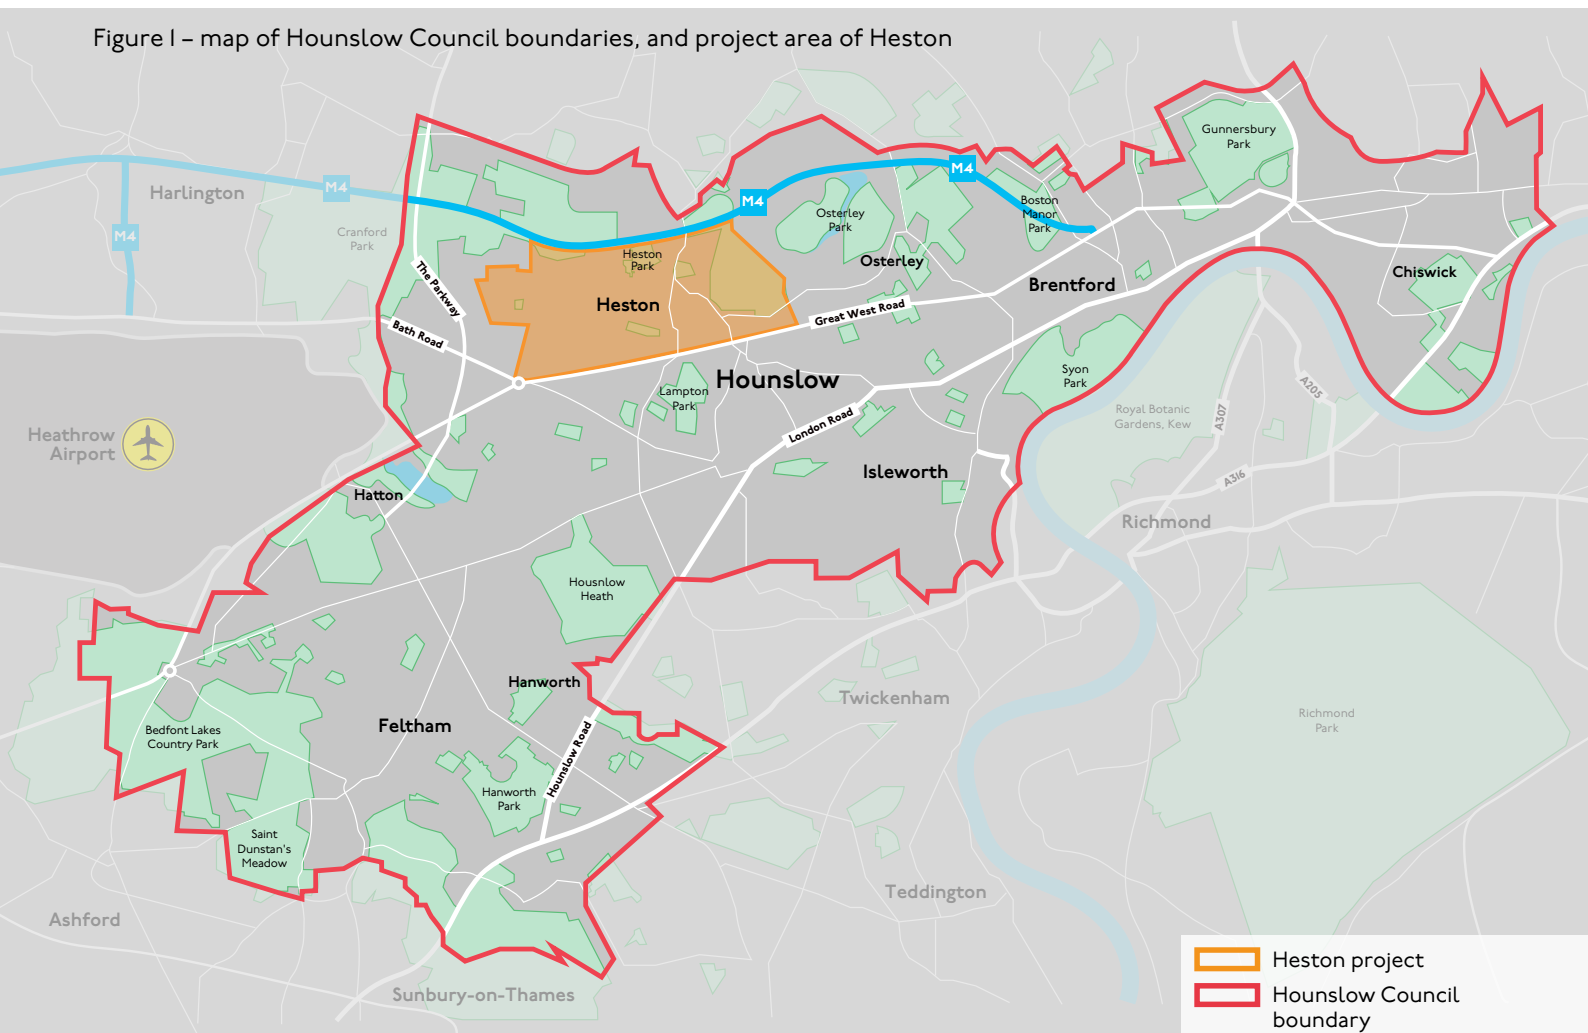 Figure 1 – map of Hounslow Council boundaries, and project area of Heston
Gunnersbury
Park
M4
M4
Harlington
M4
Boston
Manor
Park
M4
Osterley
Park
Cranford
Park
Heston
Park
Osterley
Chiswick
The Parkway
Brentford
Heston
Great West Road
Bath Road
Hounslow
Syon
Park
A205
Lampton
Park
Royal Botanic
Gardens, Kew
A307
London Road
Heathrow
Airport
Isleworth
A316
Hatton
Richmond
Housnlow
Heath
Hanworth
Twickenham
Feltham
Richmond
Park
Bedfont Lakes
Country Park
Hounslow Road
Hanworth
Park
Saint
Dunstan's
Meadow
Teddington
Ashford
Sunbury-on-Thames
Heston project
Hounslow Council
boundary